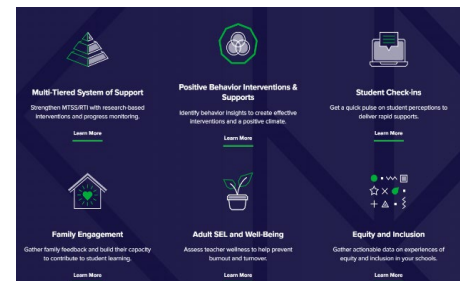 Multi-Tiered System of Support
Strengthen MTSS/RTI with research-based
interventions and progress monitoring.
Learn More
Positive Behavior Interventions &
Supports
Identify behavior insights to create effective
interventions and a positive climate.
Learn More
Student Check-ins
Get a quick pulse on student perceptions to
deliver rapid supports.
Learn More
Family Engagement
Gather family feedback and build their capacity
to contribute to student learning.
Learn More
Adult SEL and Well-Being
Assess teacher wellness to help prevent
burnout and turnover.
Learn More
Equity and Inclusion
Gather actionable data on experiences of
equity and inclusion in your schools.
Learn More